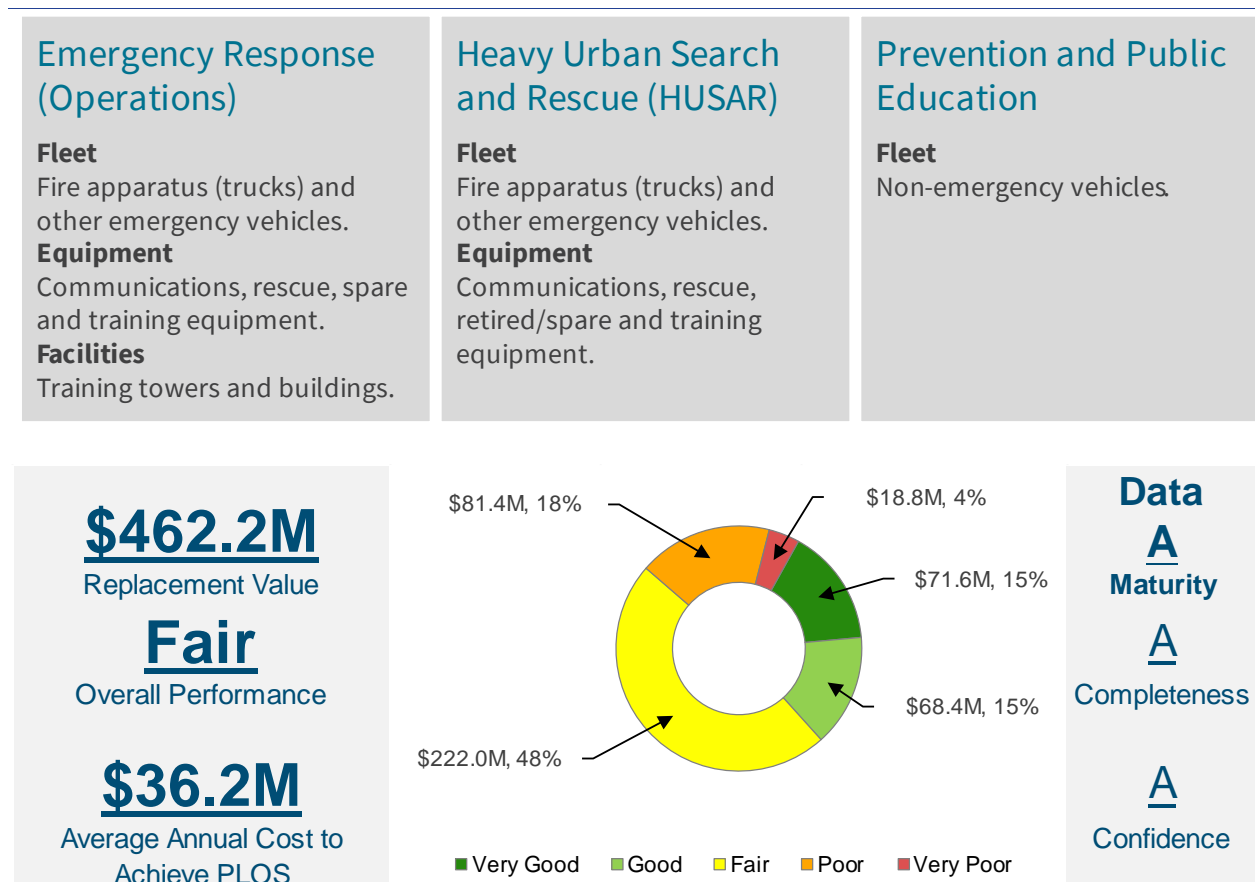 Emergency Response
(Operations)
Fleet
Fire apparatus (trucks) and
other emergency vehicles.
Equipment
Communications, rescue, spare
and training equipment.
Facilities
Training towers and buildings.
Heavy Urban Search
and Rescue (HUSAR)
Fleet
Fire apparatus (trucks) and
other emergency vehicles.
Equipment
Communications, rescue,
retired/spare and training
equipment.
Prevention and Public
Education
Fleet
Non-emergency vehicles.
$462.2M
Replacement Value
Fair
Overall Performance
$36.2M
Average Annual Cost to
Achieve PLOS
$81.4M, 18%
$18.8M, 4%
$71.6M, 15%
$68.4M, 15%
$222.0M, 48%
Very Good
Good
Fair
Poor
Very Poor
Data
A
Maturity
A
Completeness
A
Confidence